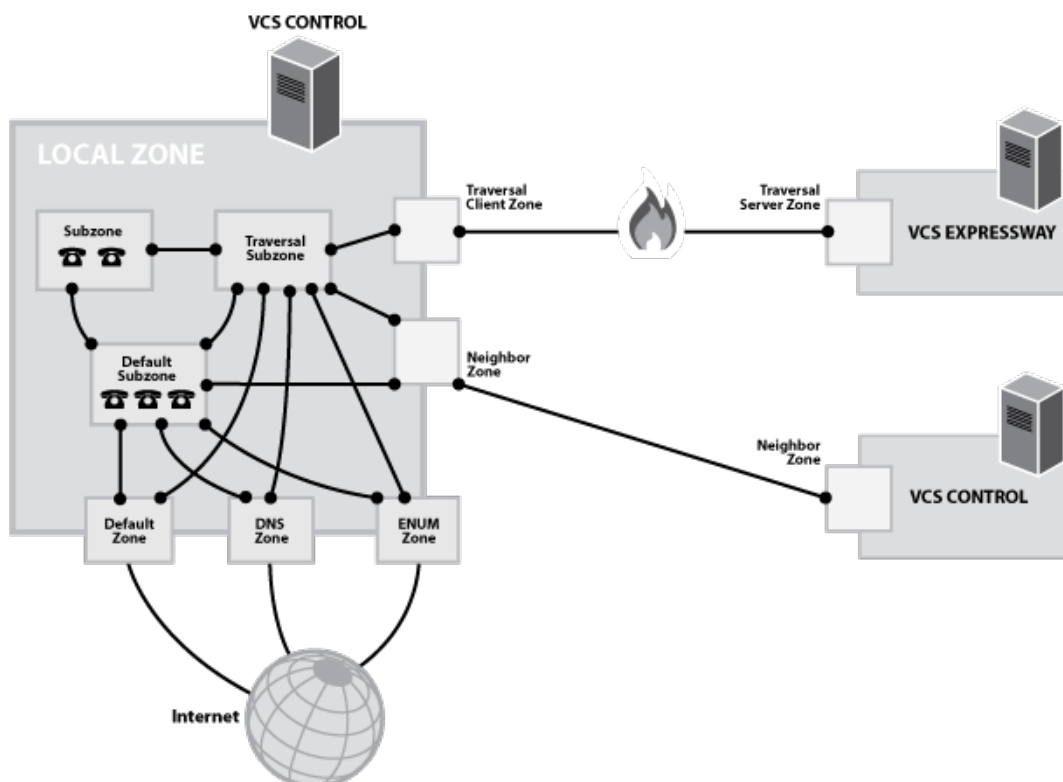 VCS CONTROL
LOCAL ZONE
Subzone
Traversal
Subzone
Traversal
Client Zone
Traversal
Server Zone
VCS EXPRESSWAY
Default
Subzone
Neighbor
Zone
Neighbor
Zone
VCS CONTROL
Default
Zone
DNS
Zone
ENUM
Zone
Internet